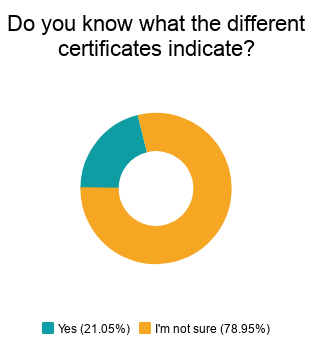 Do you know what the different
certificates indicate?
Yes (21.05%) I'm not sure (78.95%)